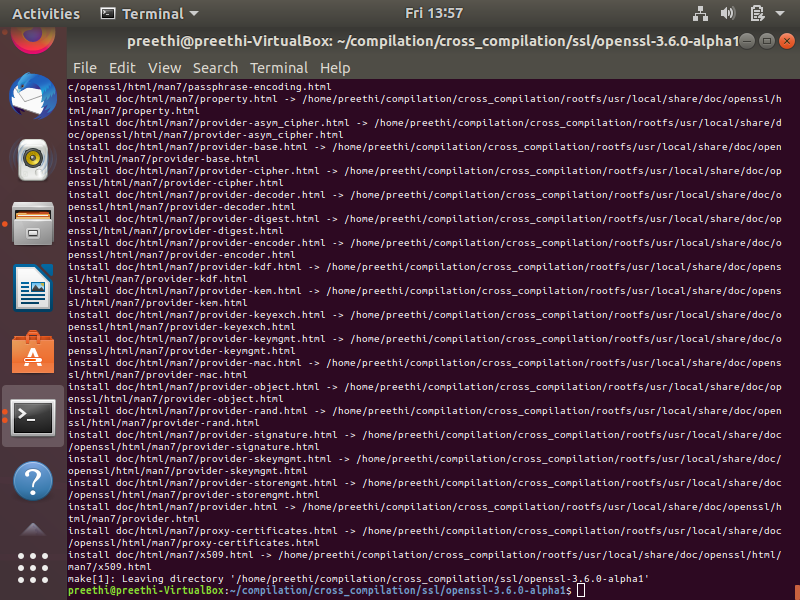 Activities Terminal Fri 13:57
preethi@preethi-VirtualBox: ~/compilation/cross_compilation/ssl/openssl-3.6.0-alpha1
File Edit View Search Terminal Help
c/openssl/html/man7/passphrase-encoding.html
install doc/html/man7/property.html -> /home/preethi/compilation/cross_compilation/rootfs/usr/local/share/doc/openssl/h
tml/man7/property.html
install doc/html/man7/provider-asym_cipher.html -> /home/preethi/compilation/cross_compilation/rootfs/usr/local/share/d
oc/openssl/html/man7/provider-asym_cipher.html
install doc/html/man7/provider-base.html -> /home/preethi/compilation/cross_compilation/rootfs/usr/local/share/doc/open
ssl/html/man7/provider-base.html
install doc/html/man7/provider-cipher.html -> /home/preethi/compilation/cross_compilation/rootfs/usr/local/share/doc/op
enssl/html/man7/provider-cipher.html
install doc/html/man7/provider-decoder.html -> /home/preethi/compilation/cross_compilation/rootfs/usr/local/share/doc/o
penssl/html/man7/provider-decoder.html
install doc/html/man7/provider-digest.html -> /home/preethi/compilation/cross_compilation/rootfs/usr/local/share/doc/op
enssl/html/man7/provider-digest.html
install doc/html/man7/provider-encoder.html -> /home/preethi/compilation/cross_compilation/rootfs/usr/local/share/doc/o
penssl/html/man7/provider-encoder.html
install doc/html/man7/provider-kdf.html -> /home/preethi/compilation/cross_compilation/rootfs/usr/local/share/doc/opens
sl/html/man7/provider-kdf.html
install doc/html/man7/provider-kem.html -> /home/preethi/compilation/cross_compilation/rootfs/usr/local/share/doc/opens
sl/html/man7/provider-kem.html
install doc/html/man7/provider-keyexch.html -> /home/preethi/compilation/cross_compilation/rootfs/usr/local/share/doc/o
penssl/html/man7/provider-keyexch.html
install doc/html/man7/provider-keymgmt.html -> /home/preethi/compilation/cross_compilation/rootfs/usr/local/share/doc/o
penssl/html/man7/provider-keymgmt.html
install doc/html/man7/provider-mac.html -> /home/preethi/compilation/cross_compilation/rootfs/usr/local/share/doc/opens
sl/html/man7/provider-mac.html
install doc/html/man7/provider-object.html -> /home/preethi/compilation/cross_compilation/rootfs/usr/local/share/doc/op
enssl/html/man7/provider-object.html
install doc/html/man7/provider-rand.html -> /home/preethi/compilation/cross_compilation/rootfs/usr/local/share/doc/open
ssl/html/man7/provider-rand.html
install doc/html/man7/provider-signature.html -> /home/preethi/compilation/cross_compilation/rootfs/usr/local/share/doc
/openssl/html/man7/provider-signature.html
install doc/html/man7/provider-skeymgmt.html -> /home/preethi/compilation/cross_compilation/rootfs/usr/local/share/doc/
openssl/html/man7/provider-skeymgmt.html
install doc/html/man7/provider-storemgmt.html -> /home/preethi/compilation/cross_compilation/rootfs/usr/local/share/doc
/openssl/html/man7/provider-storemgmt.html
install doc/html/man7/provider.html -> /home/preethi/compilation/cross_compilation/rootfs/usr/local/share/doc/openssl/h
tml/man7/provider.html
install doc/html/man7/proxy-certificates.html -> /home/preethi/compilation/cross_compilation/rootfs/usr/local/share/doc
/openssl/html/man7/proxy-certificates.html
install doc/html/man7/x509.html -> /home/preethi/compilation/cross_compilation/rootfs/usr/local/share/doc/openssl/html/
man7/x509.html
make[1]: Leaving directory '/home/preethi/compilation/cross_compilation/ssl/openssl-3.6.0-alpha1'
preethi@preethi-VirtualBox:~/compilation/cross_compilation/ssl/openssl-3.6.0-alpha1$